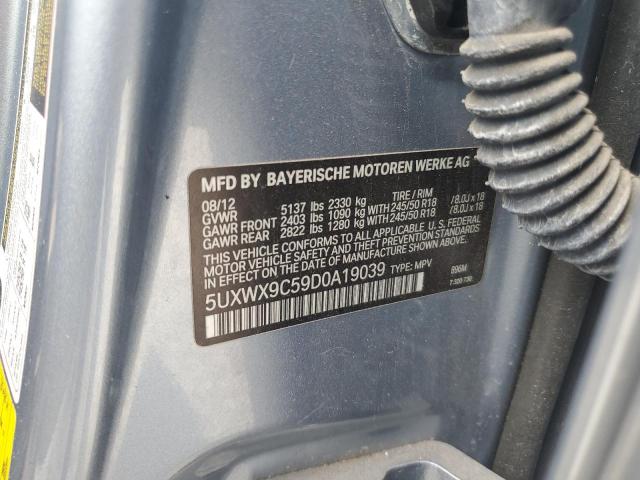 MFD BY BAYERISCHE MOTOREN WERKE AG
08/12
GVWR 5137 lbs 2330 kg TIRE / RIM
GAWR FRONT 2403 lbs 1090 kg WITH 245/50 R18 /8.0J x 18
GAWR REAR 2822 lbs 1280 kg WITH 245/50 R18 /8.0J x 18
THIS VEHICLE CONFORMS TO ALL APPLICABLE U.S. FEDERAL
MOTOR VEHICLE SAFETY AND THEFT PREVENTION STANDARDS
IN EFFECT ON THE DATE OF MANUFACTURE SHOWN ABOVE.
5UXWX9C59D0A19039 TYPE: MPV 896M